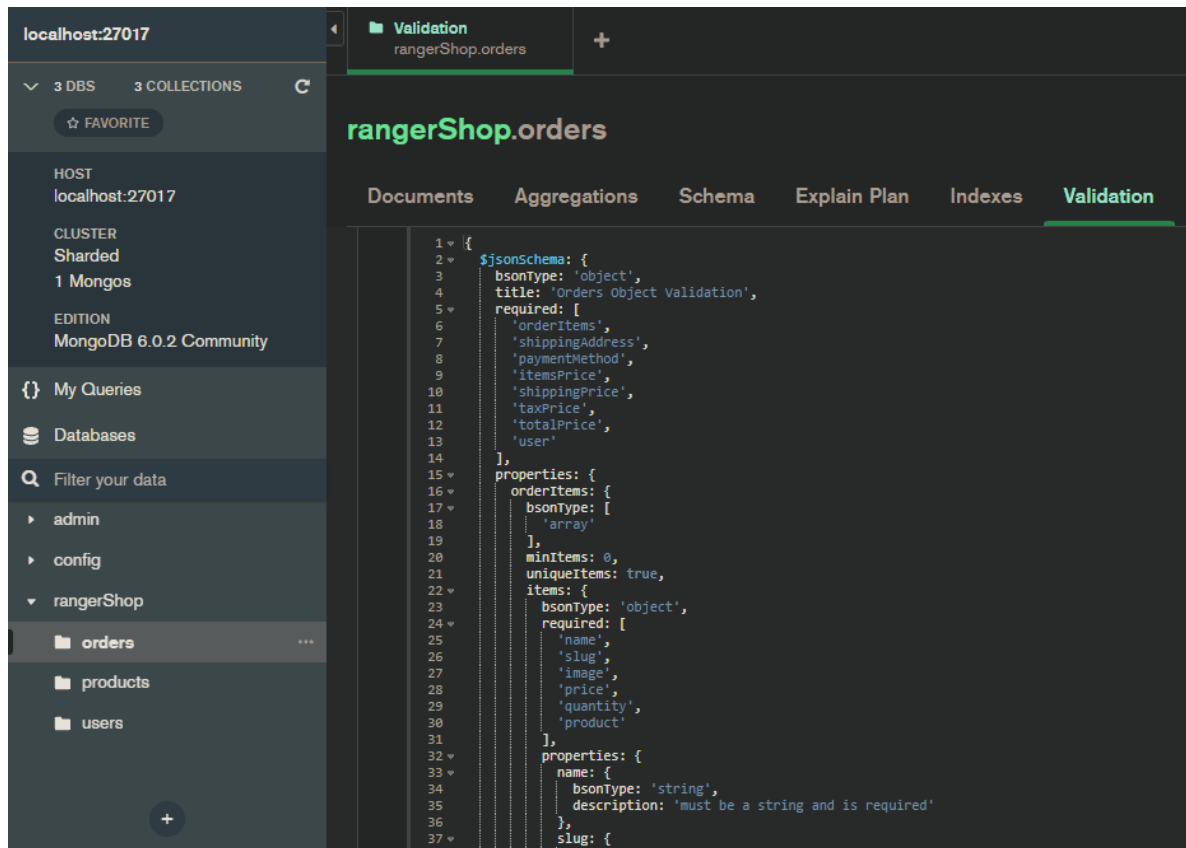 localhost:27017
3 DBS 3 COLLECTIONS
FAVORITE
HOST
localhost:27017
CLUSTER
Sharded
1 Mongos
EDITION
MongoDB 6.0.2 Community
{} My Queries
Databases
Filter your data
admin
config
rangerShop
orders
products
users
+
Validation
rangerShop.orders
+
rangerShop.orders
Documents Aggregations Schema Explain Plan Indexes Validation
1 {
2 $jsonSchema: {
3 bsonType: 'object',
4 title: 'Orders Object Validation',
5 required: [
6 'orderItems',
7 'shippingAddress',
8 'paymentMethod',
9 'itemsPrice',
10 'shippingPrice',
11 'taxPrice',
12 'totalPrice',
13 'user'
14 ],
15 properties: {
16 orderItems: {
17 bsonType: [
18 'array'
19 ],
20 minItems: 0,
21 uniqueItems: true,
22 items: {
23 bsonType: 'object',
24 required: [
25 'name',
26 'slug',
27 'image',
28 'price',
29 'quantity',
30 'product'
31 ],
32 properties: {
33 name: {
34 bsonType: 'string',
35 description: 'must be a string and is required'
36 },
37 slug: {